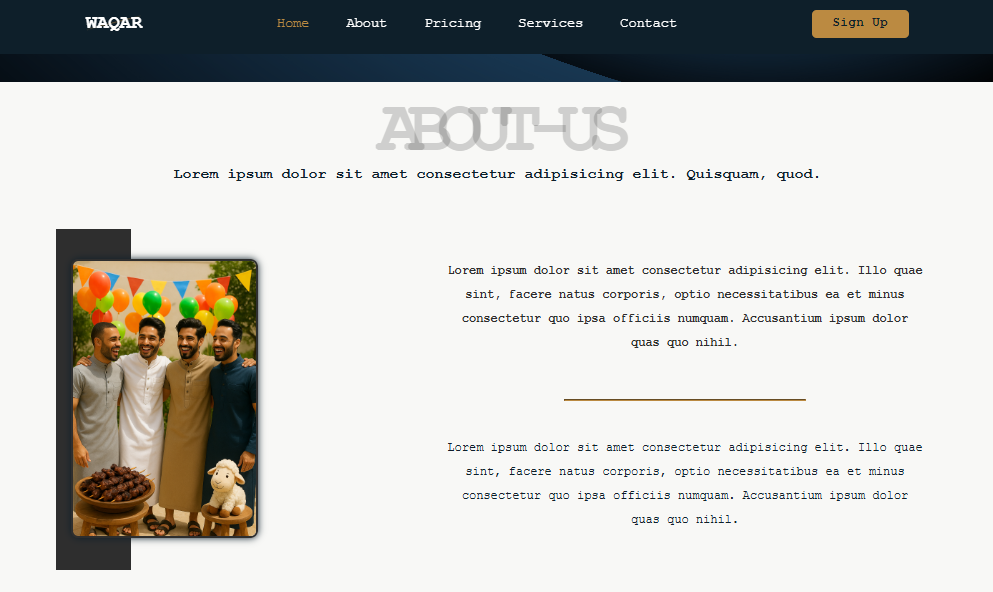 WAQAR
Home About Pricing Services Contact
Sign Up
ABOUT-US
Lorem ipsum dolor sit amet consectetur adipisicing elit. Quisquam, quod.
Lorem ipsum dolor sit amet consectetur adipisicing elit. Illo quae
sint, facere natus corporis, optio necessitatibus ea et minus
consectetur quo ipsa officiis numquam. Accusantium ipsum dolor
quas quo nihil.
Lorem ipsum dolor sit amet consectetur adipisicing elit. Illo quae
sint, facere natus corporis, optio necessitatibus ea et minus
consectetur quo ipsa officiis numquam. Accusantium ipsum dolor
quas quo nihil.